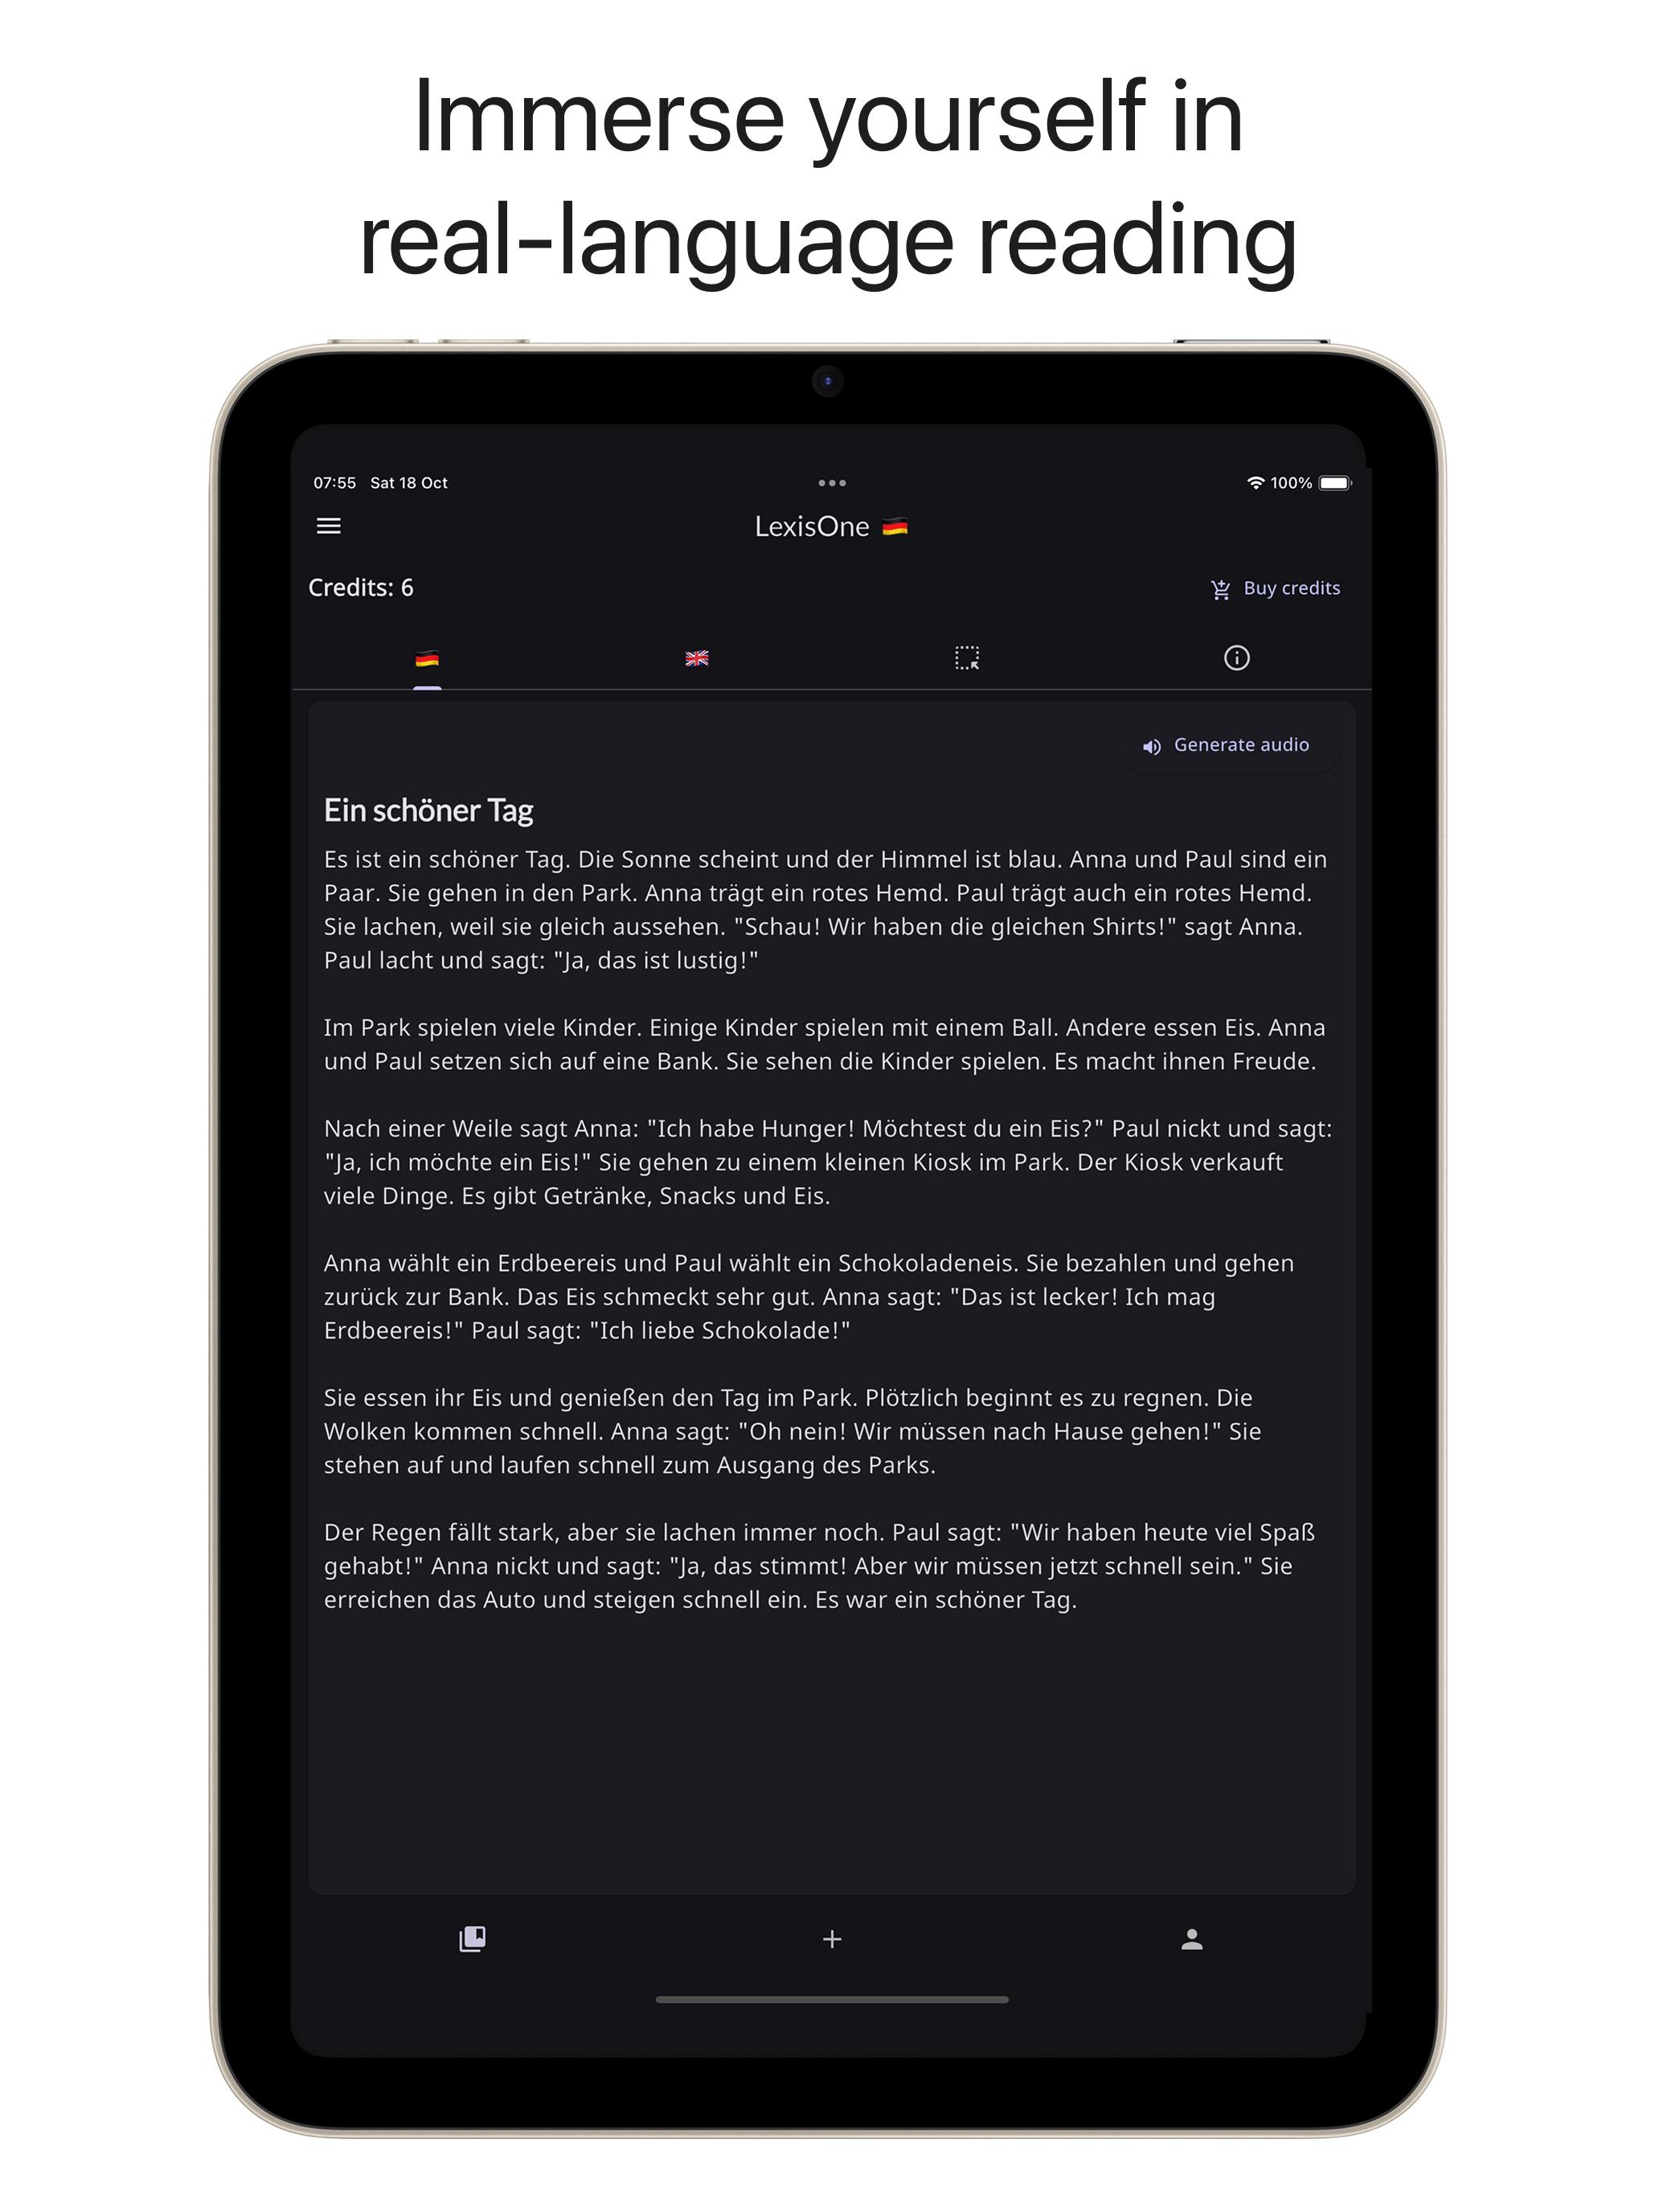 Immerse yourself in
real-language reading
07:55 Sat 18 Oct
100%
LexisOne
Credits: 6
Buy credits
Generate audio
Ein schöner Tag
Es ist ein schöner Tag. Die Sonne scheint und der Himmel ist blau. Anna und Paul sind ein
Paar. Sie gehen in den Park. Anna trägt ein rotes Hemd. Paul trägt auch ein rotes Hemd.
Sie lachen, weil sie gleich aussehen. "Schau! Wir haben die gleichen Shirts!" sagt Anna.
Paul lacht und sagt: "Ja, das ist lustig!"
Im Park spielen viele Kinder. Einige Kinder spielen mit einem Ball. Andere essen Eis. Anna
und Paul setzen sich auf eine Bank. Sie sehen die Kinder spielen. Es macht ihnen Freude.
Nach einer Weile sagt Anna: "Ich habe Hunger! Möchtest du ein Eis?" Paul nickt und sagt:
"Ja, ich möchte ein Eis!" Sie gehen zu einem kleinen Kiosk im Park. Der Kiosk verkauft
viele Dinge. Es gibt Getränke, Snacks und Eis.
Anna wählt ein Erdbeereis und Paul wählt ein Schokoladeneis. Sie bezahlen und gehen
zurück zur Bank. Das Eis schmeckt sehr gut. Anna sagt: "Das ist lecker! Ich mag
Erdbeereis!" Paul sagt: "Ich liebe Schokolade!"
Sie essen ihr Eis und genießen den Tag im Park. Plötzlich beginnt es zu regnen. Die
Wolken kommen schnell. Anna sagt: "Oh nein! Wir müssen nach Hause gehen!" Sie
stehen auf und laufen schnell zum Ausgang des Parks.
Der Regen fällt stark, aber sie lachen immer noch. Paul sagt: "Wir haben heute viel Spaß
gehabt!" Anna nickt und sagt: "Ja, das stimmt! Aber wir müssen jetzt schnell sein." Sie
erreichen das Auto und steigen schnell ein. Es war ein schöner Tag.